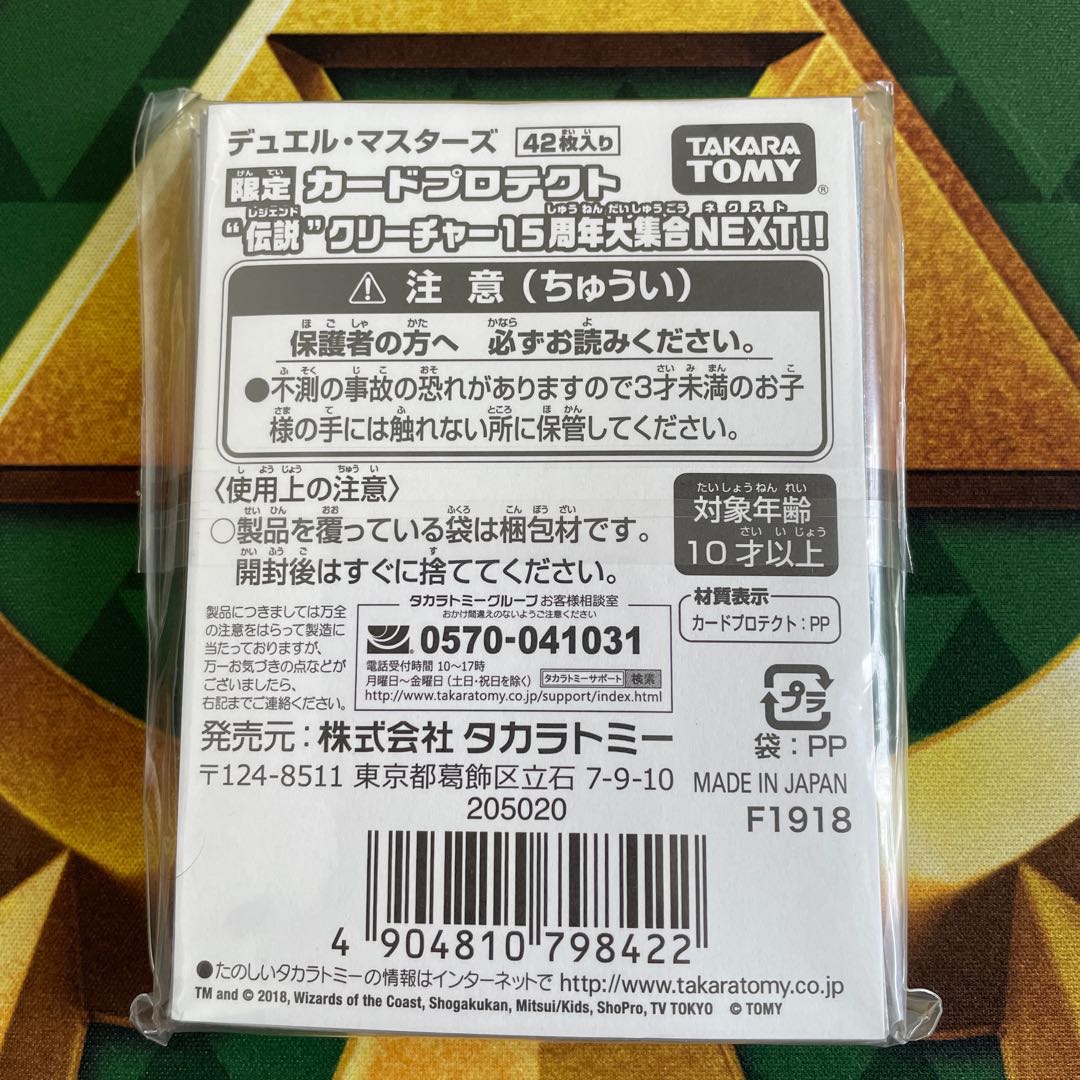 デュエル・マスターズ 42枚入り
TAKARA TOMY ®
限定 カードプロテクト
"伝説"クリーチャー15周年大集合NEXT!!
⚠ 注 意(ちゅうい)
保護者の方へ 必ずお読みください。
●不測の事故の恐れがありますので3才未満のお子
様の手には触れない所に保管してください。
〈使用上の注意〉
○製品を覆っている袋は梱包材です。
開封後はすぐに捨ててください。
対象年齢
10才以上
材質表示
カードプロテクト:PP
製品につきましては万全
の注意をはらって製造に
当たっておりますが、
万一お気づきの点などが
ございましたら、
右記までご連絡ください。
タカラトミーグループお客様相談室
おかけ間違えのないようご注意ください
0570-041031
電話受付時間 10〜17時
月曜日〜金曜日(土日・祝日を除く) タカラトミーサポート 検索
http://www.takaratomy.co.jp/support/index.html
プラ
袋:PP
発売元:株式会社 タカラトミー
〒124-8511 東京都葛飾区立石 7-9-10
MADE IN JAPAN
205020
F1918
4 904810 798422
●たのしいタカラトミーの情報はインターネットで http://www.takaratomy.co.jp
TM and © 2018, Wizards of the Coast, Shogakukan, Mitsui/Kids, ShoPro, TV TOKYO © TOMY